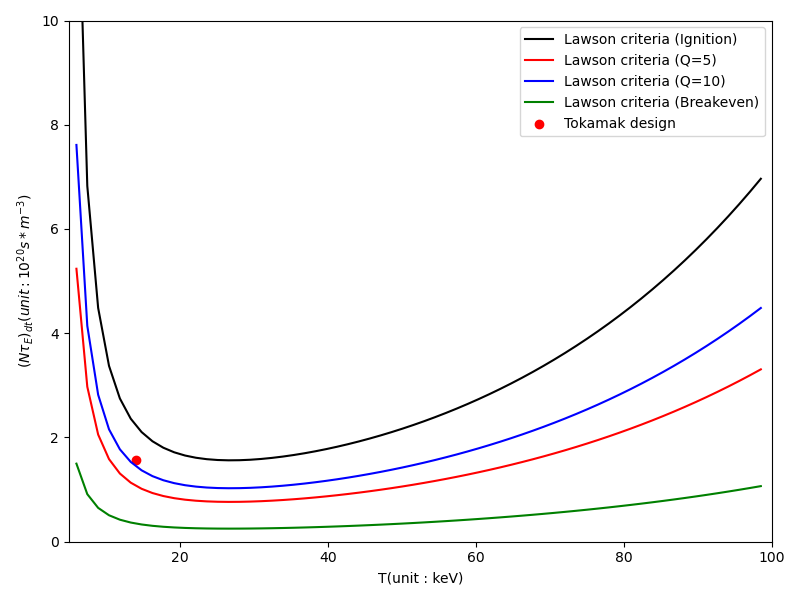 10
8
6
4
2
0
20
40
60
80
100
T(unit : keV)
(Nτ_E)_{dt}(unit : 10^{20}s * m^{-3})
Lawson criteria (Ignition)
Lawson criteria (Q=5)
Lawson criteria (Q=10)
Lawson criteria (Breakeven)
Tokamak design